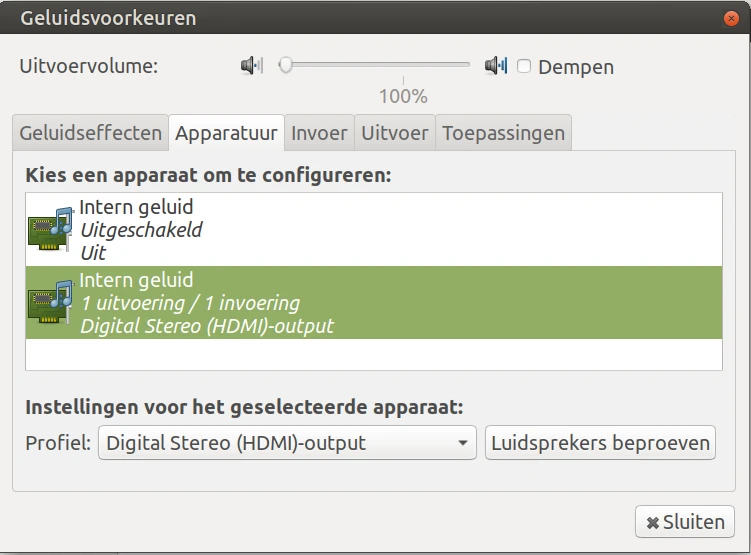 Geluidsvoorkeuren
Uitvoervolume:
Dempen
100%
Geluidseffecten Apparatuur Invoer Uitvoer Toepassingen
Kies een apparaat om te configureren:
Intern geluid
Uitgeschakeld
Uit
Intern geluid
1 uitvoering / 1 invoering
Digital Stereo (HDMI)-output
Instellingen voor het geselecteerde apparaat:
Profiel: Digital Stereo (HDMI)-output Luidsprekers beproeven
Sluiten